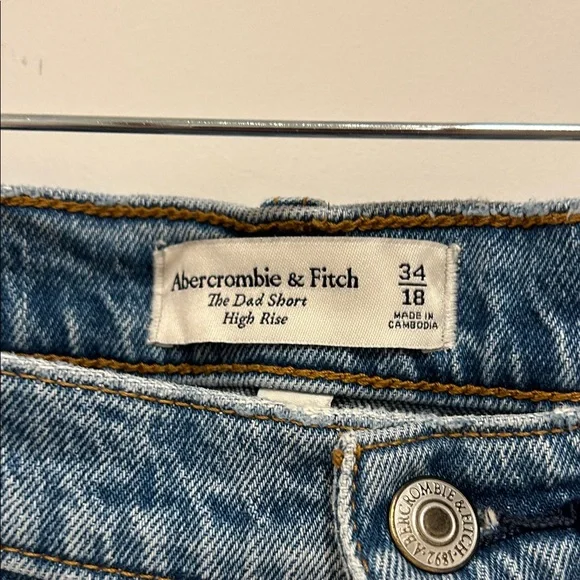 Abercrombie & Fitch
The Dad Short
High Rise
34
18
MADE IN
CAMBODIA
ABERCROMBIE & FITCH · 1892 ·